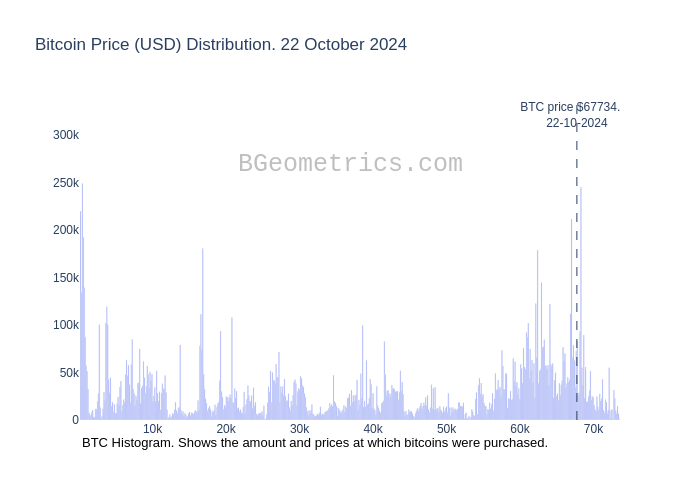 Bitcoin Price (USD) Distribution. 22 October 2024
BTC price $67734.
22-10-2024
BGeometrics.com
300k
250k
200k
150k
100k
50k
0
10k 20k 30k 40k 50k 60k 70k
BTC Histogram. Shows the amount and prices at which bitcoins were purchased.